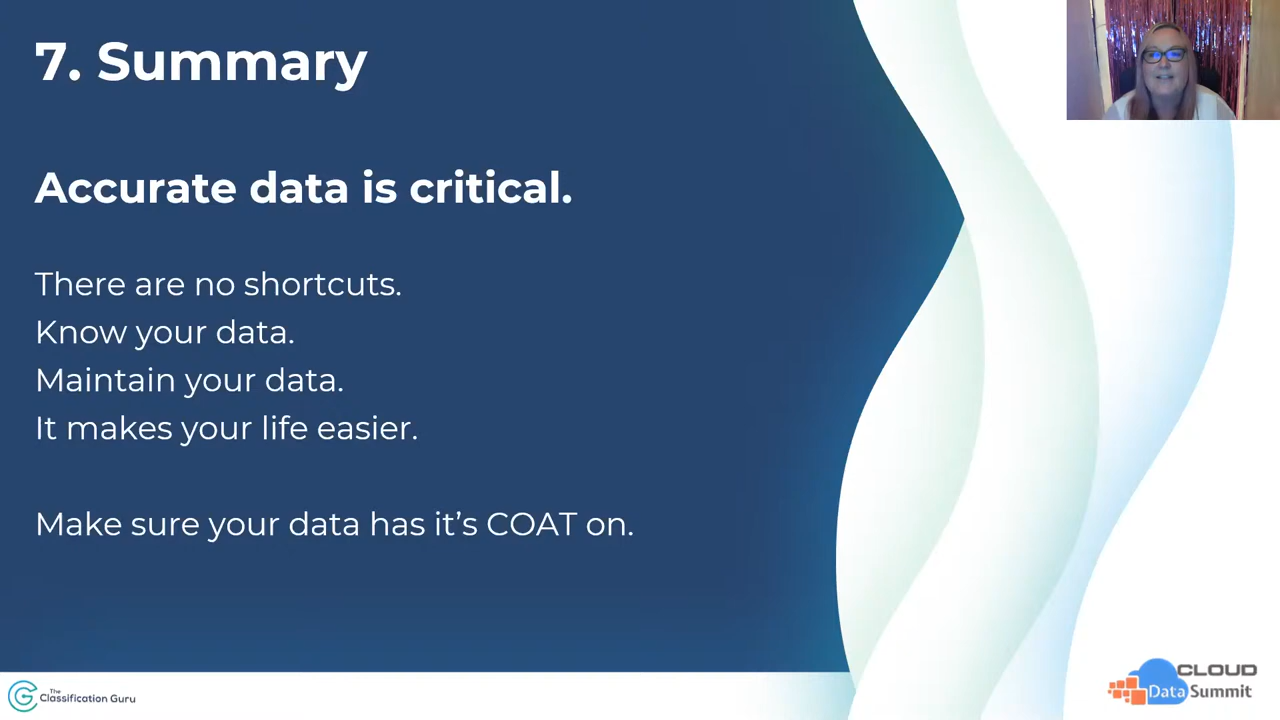 7. Summary
Accurate data is critical.
There are no shortcuts.
Know your data.
Maintain your data.
It makes your life easier.
Make sure your data has it's COAT on.
The
Classification Guru
CLOUD
Data Summit